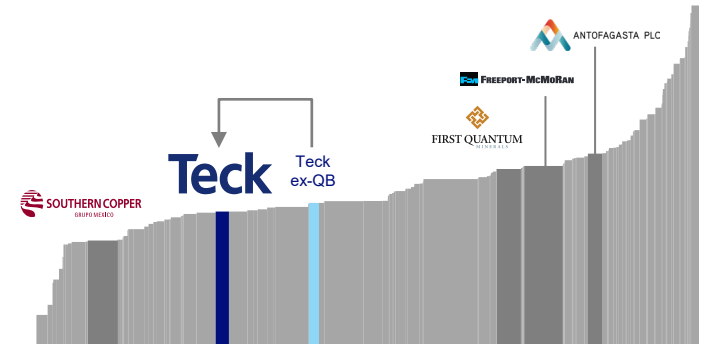 ANTOFAGASTA PLC
FREEPORT-MCMORAN
FIRST QUANTUM
MINERALS
Teck
Teck
ex-QB
SOUTHERN COPPER
GRUPO MEXICO